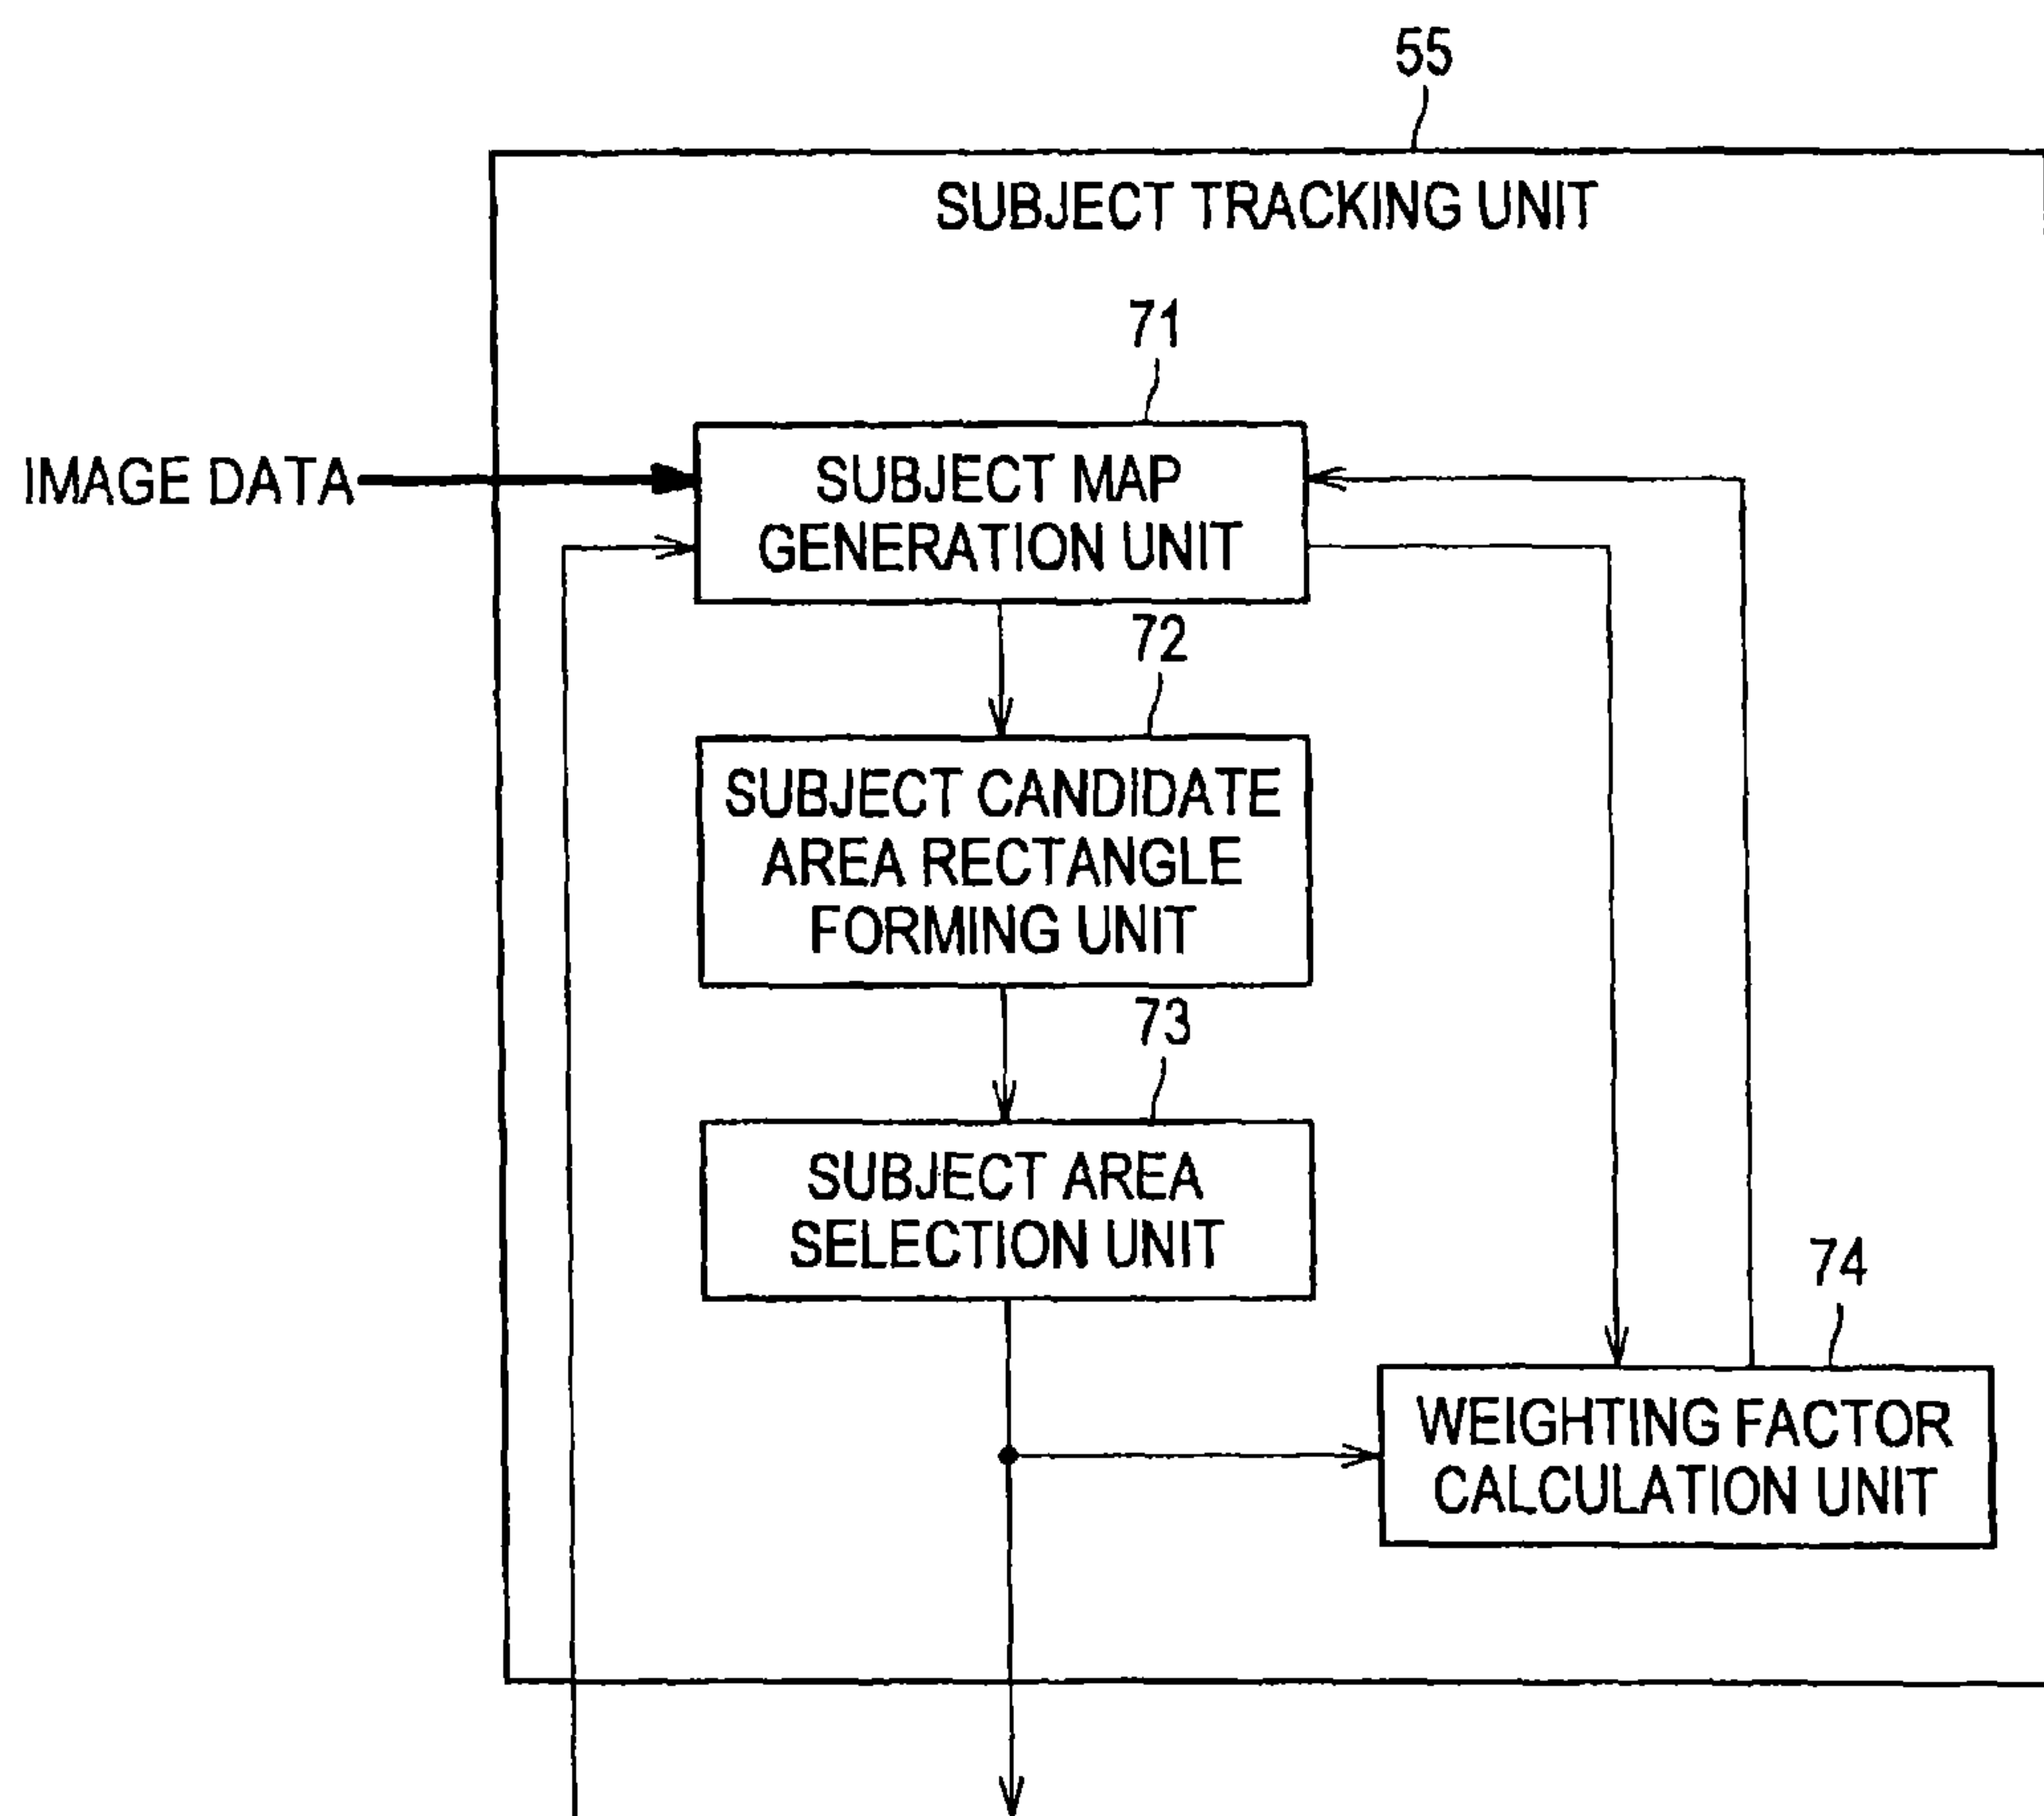 55
SUBJECT TRACKING UNIT
71
IMAGE DATA
SUBJECT MAP
GENERATION UNIT
72
SUBJECT CANDIDATE
AREA RECTANGLE
FORMING UNIT
73
SUBJECT AREA
SELECTION UNIT
74
WEIGHTING FACTOR
CALCULATION UNIT